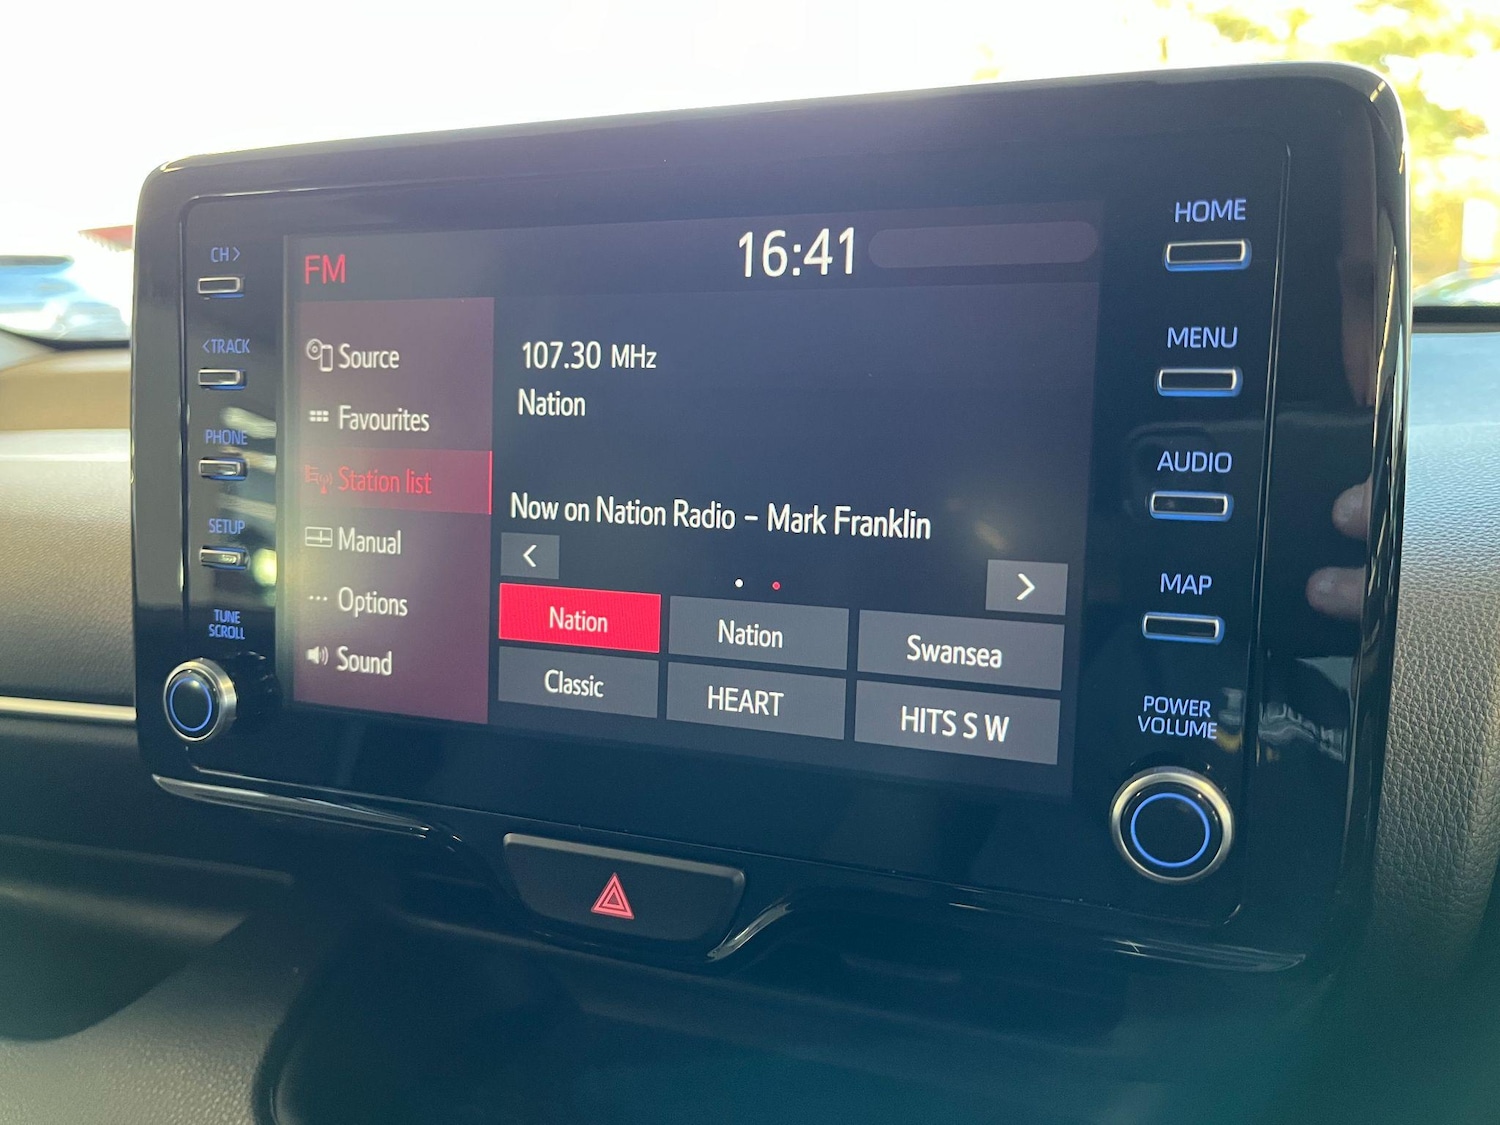 CH >
< TRACK
PHONE
SETUP
TUNE
SCROLL
FM
16:41
Source
Favourites
Station list
Manual
Options
Sound
107.30 MHz
Nation
Now on Nation Radio – Mark Franklin
<
>
Nation
Nation
Swansea
Classic
HEART
HITS S W
HOME
MENU
AUDIO
MAP
POWER
VOLUME